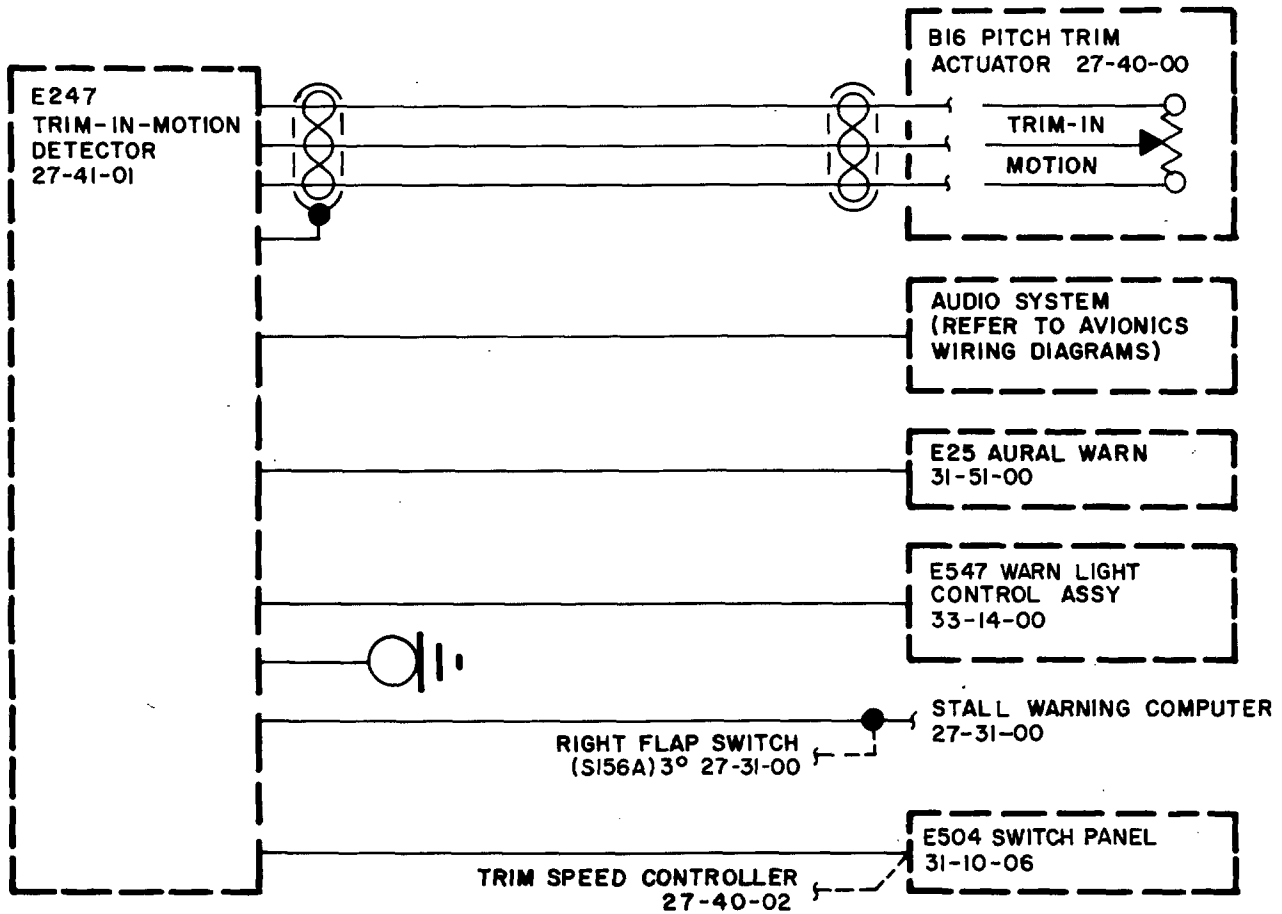 E247
TRIM-IN-MOTION
DETECTOR
27-41-01
B16 PITCH TRIM
ACTUATOR 27-40-00
TRIM-IN
MOTION
AUDIO SYSTEM
(REFER TO AVIONICS
WIRING DIAGRAMS)
E25 AURAL WARN
31-51-00
E547 WARN LIGHT
CONTROL ASSY
33-14-00
STALL WARNING COMPUTER
27-31-00
RIGHT FLAP SWITCH
(S156A) 3° 27-31-00
E504 SWITCH PANEL
31-10-06
TRIM SPEED CONTROLLER
27-40-02